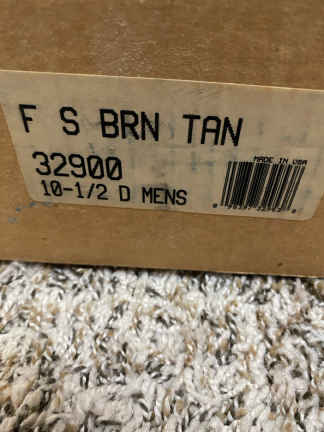 F S BRN TAN
MADE IN USA
32900
10-1/2 D MENS